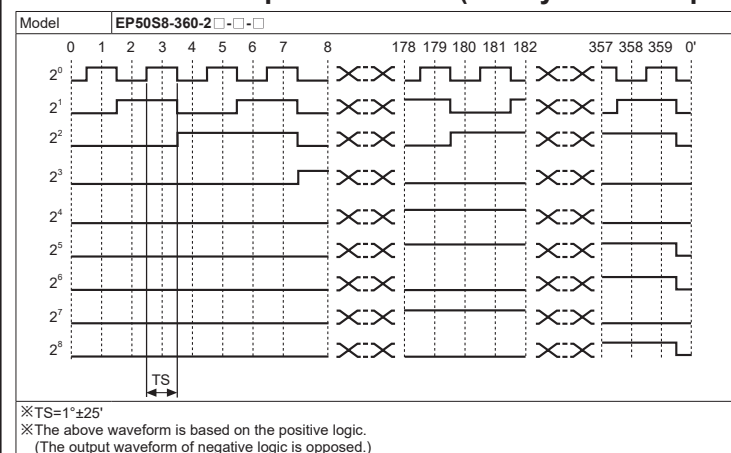 Model EP50S8-360-2□-□-□
0 1 2 3 4 5 6 7 8 178 179 180 181 182 357 358 359 0'
2⁰
2¹
2²
2³
2⁴
2⁵
2⁶
2⁷
2⁸
TS
※TS=1°±25'
※The above waveform is based on the positive logic.
(The output waveform of negative logic is opposed.)